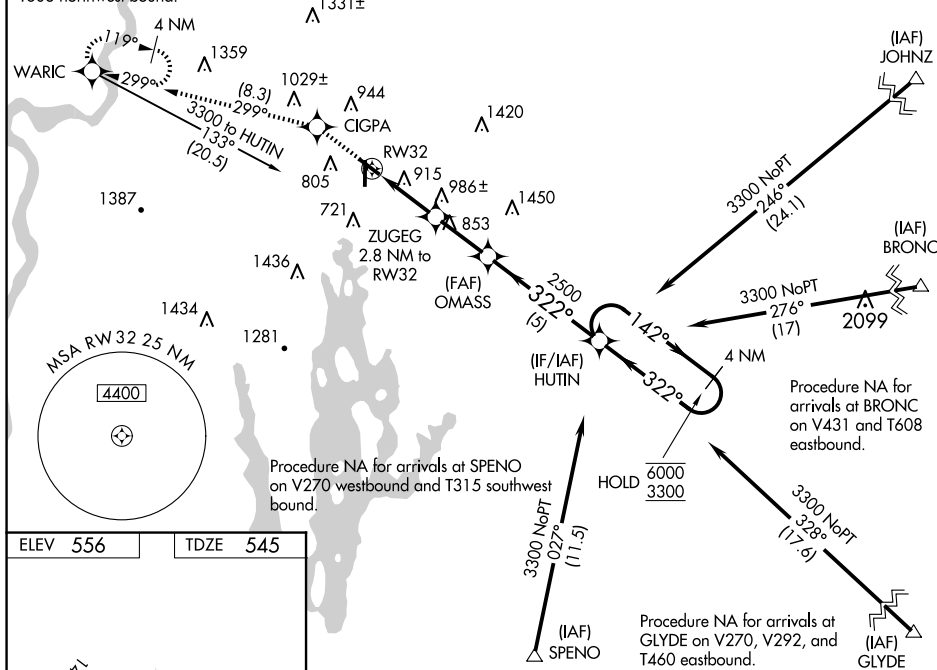 1331±
4 NM
119°
1359
WARIC
299°
(8.3)
299°
1029±
944
CIGPA
3300 to HUTIN
133°
(20.5)
1420
RW32
805
915
986±
1387
721
853
1450
ZUGEG
2.8 NM to
RW32
(FAF)
OMASS
(IAF)
JOHNZ
3300 NoPT
246°
(24.1)
(IAF)
BRONC
3300 NoPT
276°
(17)
2099
1436
1434
1281
2500
322°
(5)
142°
4 NM
322°
(IF/IAF)
HUTIN
MSA RW 32 25 NM
4400
Procedure NA for
arrivals at BRONC
on V431 and T608
eastbound.
HOLD 6000
3300
Procedure NA for arrivals at SPENO
on V270 westbound and T315 southwest
bound.
3300 NoPT
027°
(11.5)
3300 NoPT
328°
(17.6)
ELEV 556
TDZE 545
(IAF)
SPENO
Procedure NA for arrivals at
GLYDE on V270, V292, and
T460 eastbound.
(IAF)
GLYDE